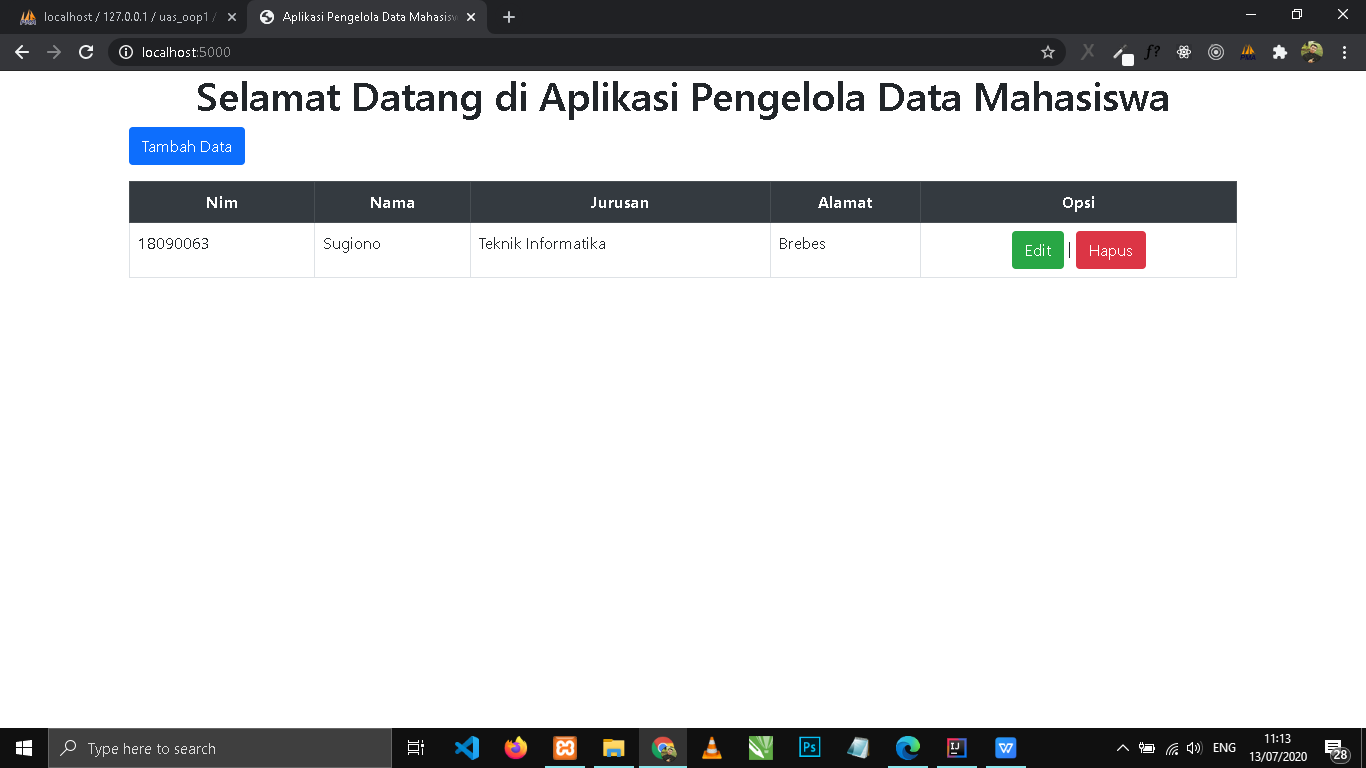 localhost / 127.0.0.1 / uas_oop1 /
Aplikasi Pengelola Data Mahasisw
localhost:5000
Selamat Datang di Aplikasi Pengelola Data Mahasiswa
Tambah Data
Nim Nama Jurusan Alamat Opsi
18090063 Sugiono Teknik Informatika Brebes Edit | Hapus
Type here to search
ENG
11:13
13/07/2020
28